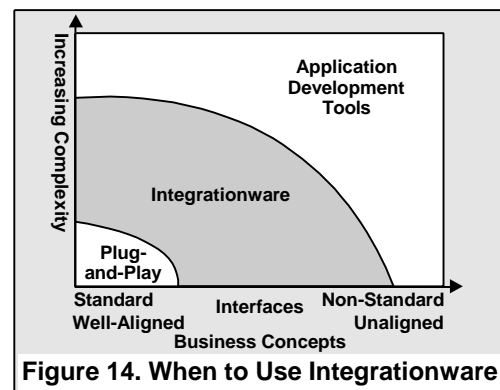 Increasing Complexity
Application
Development
Tools
Integrationware
Plug-
and-Play
Standard Interfaces Non-Standard
Well-Aligned Unaligned
Business Concepts
Figure 14. When to Use Integrationware